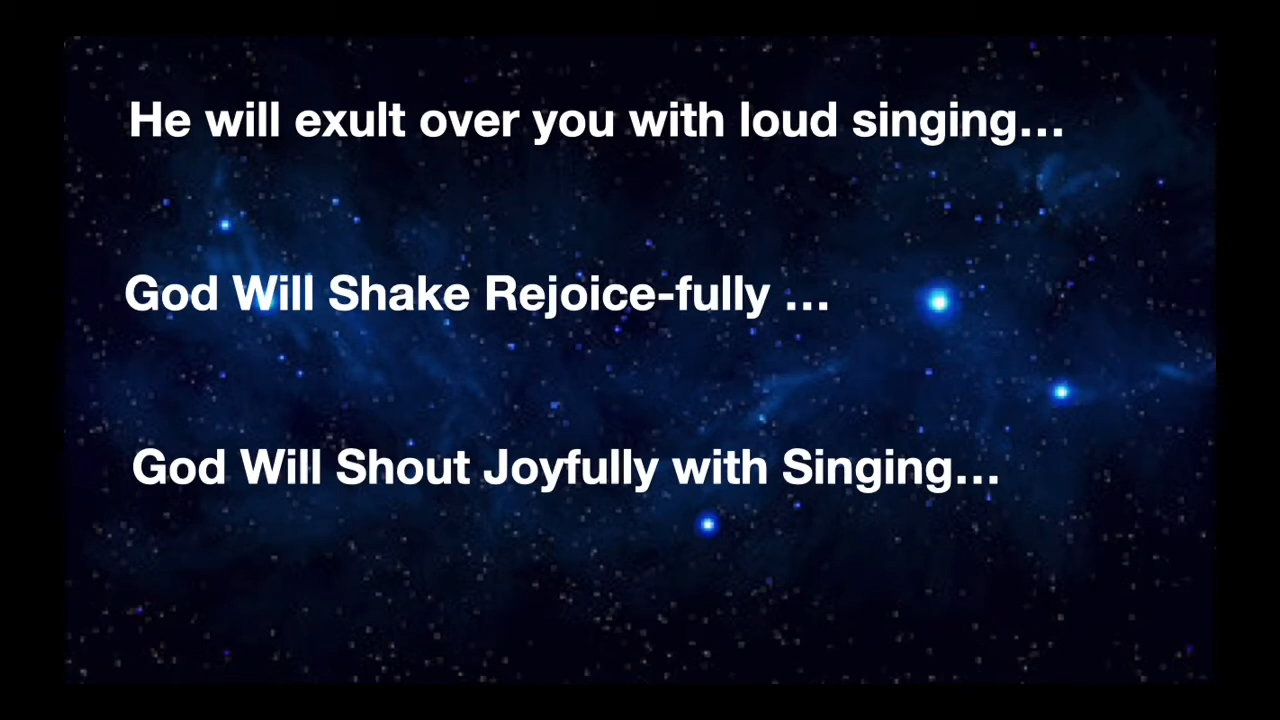 He will exult over you with loud singing…
God Will Shake Rejoice-fully …
God Will Shout Joyfully with Singing…